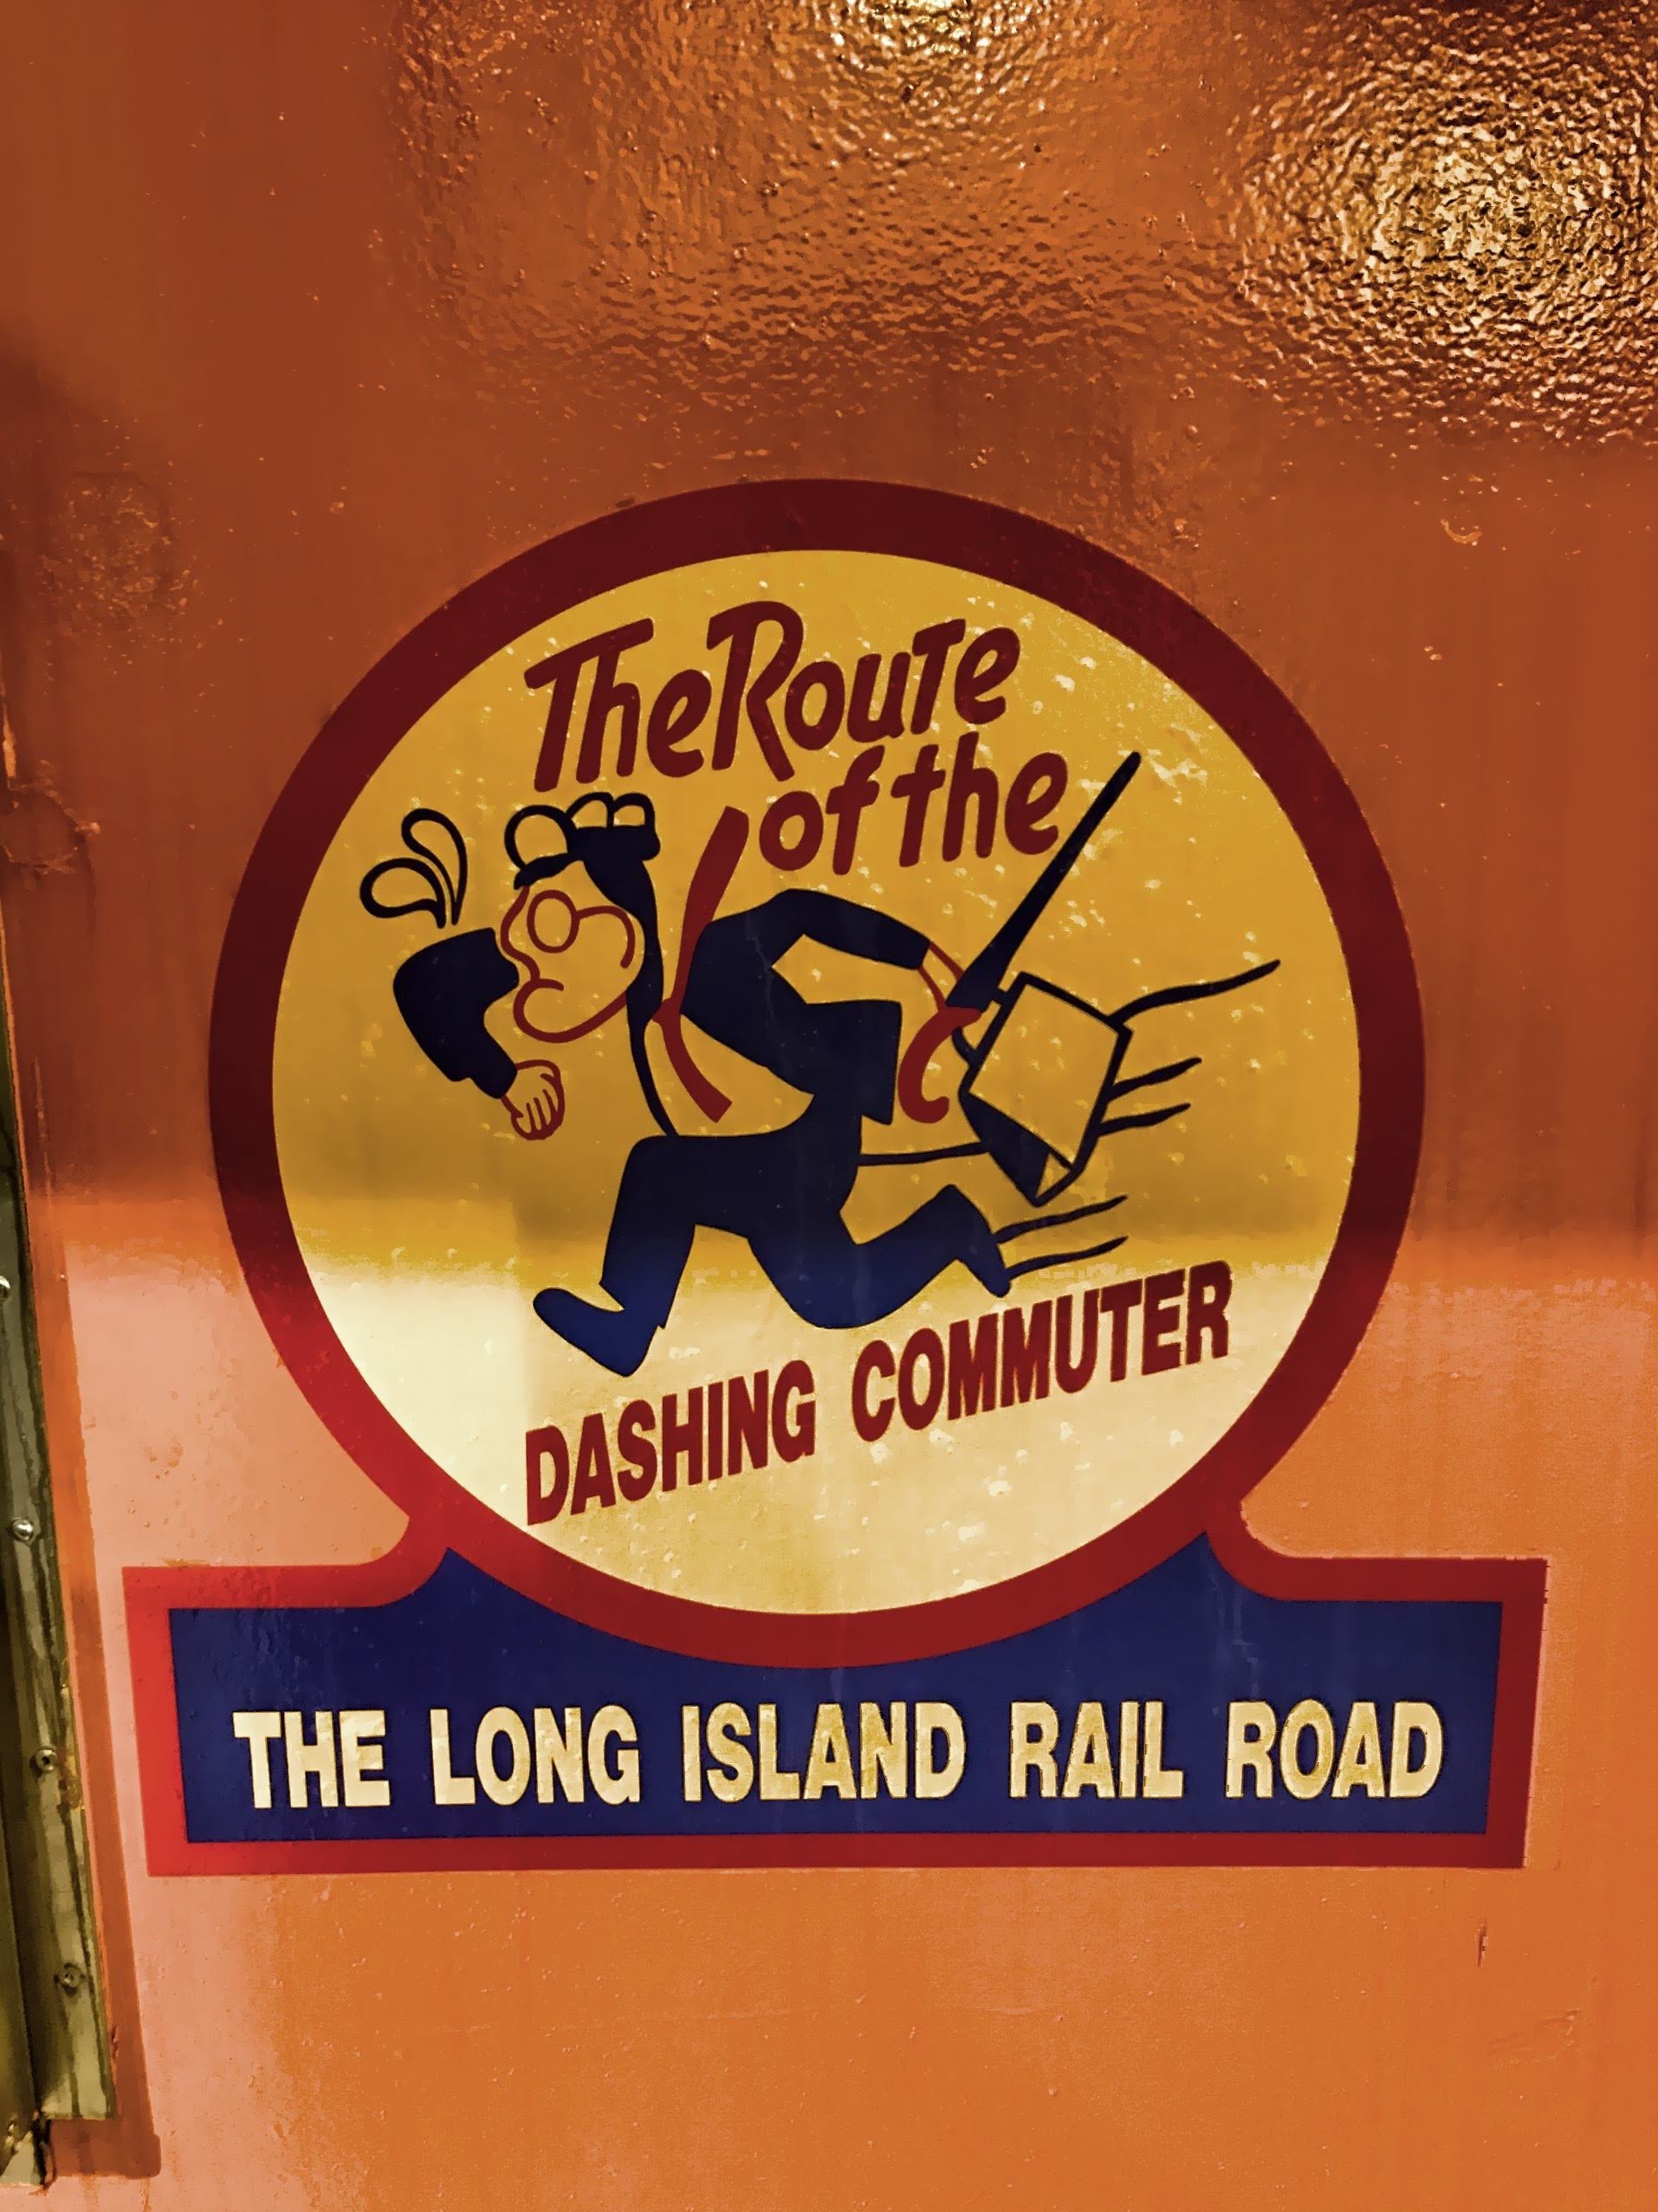 The Route
of the
DASHING COMMUTER
THE LONG ISLAND RAIL ROAD